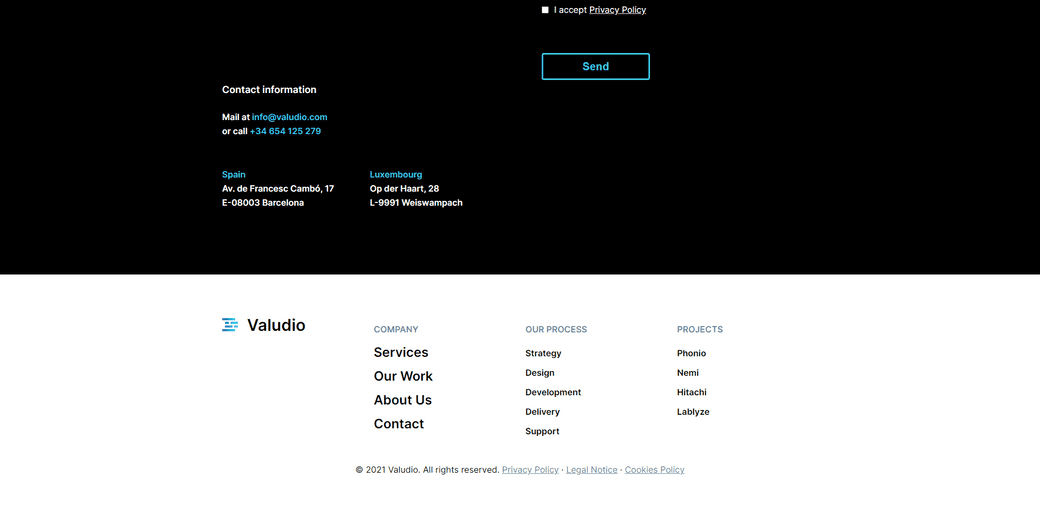 I accept Privacy Policy
Send
Contact information
Mail at info@valudio.com
or call +34 654 125 279
Spain
Av. de Francesc Cambó, 17
E-08003 Barcelona
Luxembourg
Op der Haart, 28
L-9991 Weiswampach
Valudio
COMPANY
Services
Our Work
About Us
Contact
OUR PROCESS
Strategy
Design
Development
Delivery
Support
PROJECTS
Phonio
Nemi
Hitachi
Lablyze
© 2021 Valudio. All rights reserved. Privacy Policy · Legal Notice · Cookies Policy